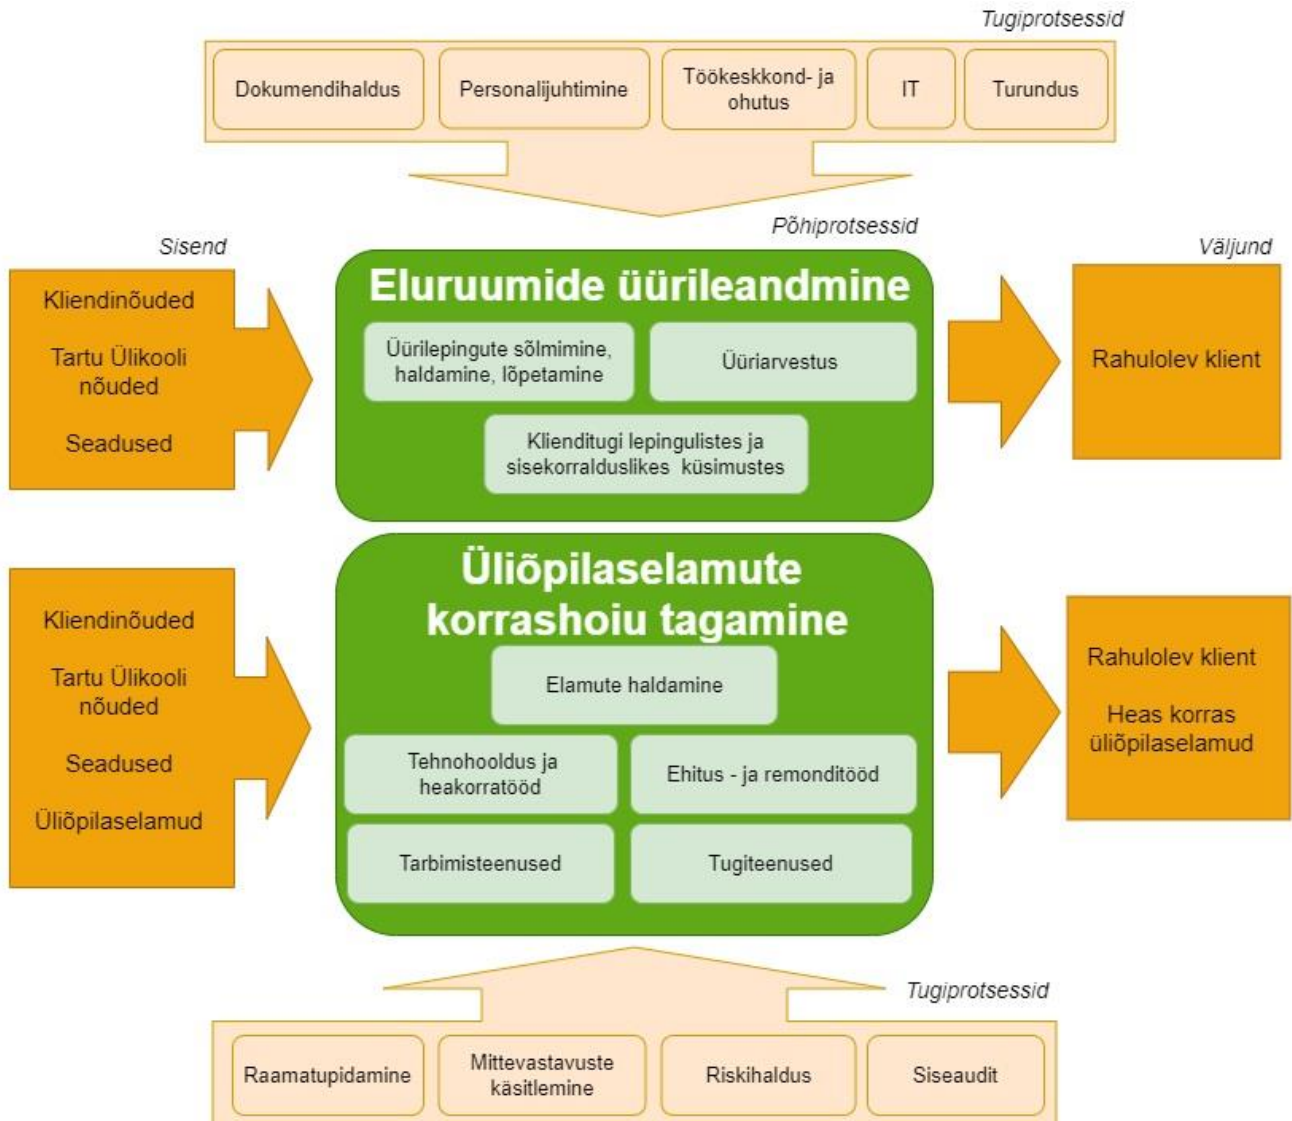 Tugiprotsessid
Dokumendihaldus
Personalijuhtimine
Töökeskkond- ja
ohutus
IT
Turundus
Põhiprotsessid
Sisend
Väljund
Kliendinõuded
Tartu Ülikooli
nõuded
Seadused
Eluruumide üürileandmine
Üürilepingute sõlmimine,
haldamine, lõpetamine
Üüriarvestus
Klienditugi lepingulistes ja
sisekorralduslikes küsimustes
Rahulolev klient
Kliendinõuded
Tartu Ülikooli
nõuded
Seadused
Üliõpilaselamud
Üliõpilaselamute
korrashoiu tagamine
Elamute haldamine
Tehnohooldus ja
heakorratööd
Ehitus - ja remonditööd
Tarbimisteenused
Tugiteenused
Rahulolev klient
Heas korras
üliõpilaselamud
Tugiprotsessid
Raamatupidamine
Mittevastavuste
käsitlemine
Riskihaldus
Siseaudit